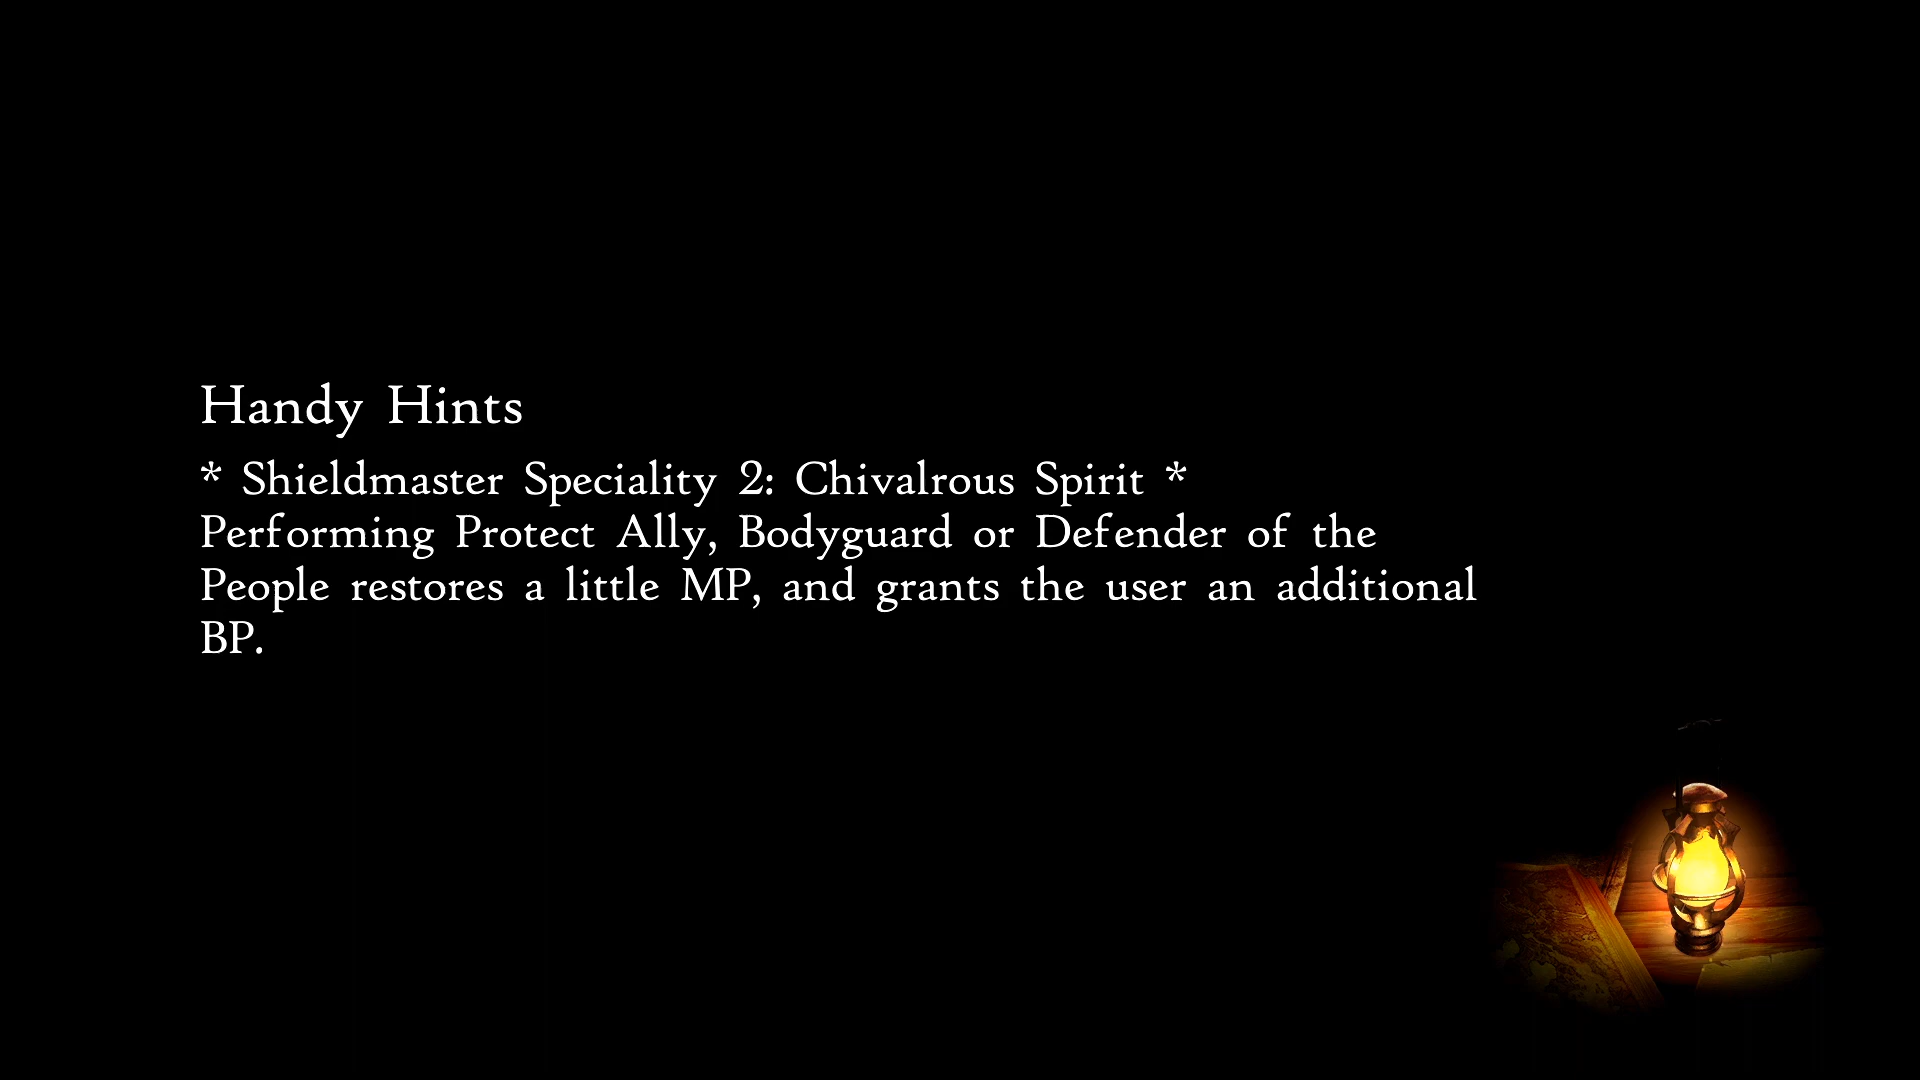 Handy Hints
* Shieldmaster Speciality 2: Chivalrous Spirit *
Performing Protect Ally, Bodyguard or Defender of the
People restores a little MP, and grants the user an additional
BP.